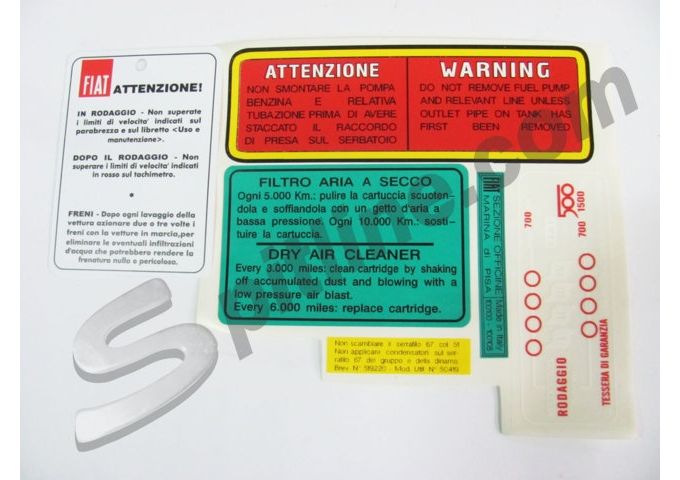 FIAT ATTENZIONE!
IN RODAGGIO - Non superate
i limiti di velocita' indicati sul
parabrezza e sul libretto <Uso e
manutenzione>.
*
DOPO IL RODAGGIO - Non
superare i limiti di velocità indicati
in rosso sul tachimetro.
*
FRENI - Dopo ogni lavaggio della
vettura azionare due o tre volte i
freni con la vetture in marcia, per
eliminare le eventuali infiltrazioni
d'acqua che potrebbero rendere la
frenatura nulla o pericolosa.
ATTENZIONE
NON SMONTARE LA POMPA
BENZINA E RELATIVA
TUBAZIONE PRIMA DI AVERE
STACCATO IL RACCORDO
DI PRESA SUL SERBATOIO
WARNING
DO NOT REMOVE FUEL PUMP
AND RELEVANT LINE UNLESS
OUTLET PIPE ON TANK HAS
FIRST BEEN REMOVED
FILTRO ARIA A SECCO
Ogni 5.000 Km.: pulire la cartuccia scuoten-
dola e soffiandola con un getto d'aria a
bassa pressione. Ogni 10.000 Km.: sosti-
tuire la cartuccia.
DRY AIR CLEANER
Every 3.000 miles: clean cartridge by shaking
off accumulated dust and blowing with a
low pressure air blast.
Every 6.000 miles: replace cartridge.
FIAT SEZIONE OFFICINE Made in Italy
MARINA di PISA
Non scambiare il serrafilo 67 col 51
Non applicare condensatori sul ser-
rafilo 67 del gruppo e della dinamo.
Brev. N° 519220 - Mod. Util. N° 50419
700
RODAGGIO
500
700 1500
TESSERA DI GARANZIA
Spitup.com